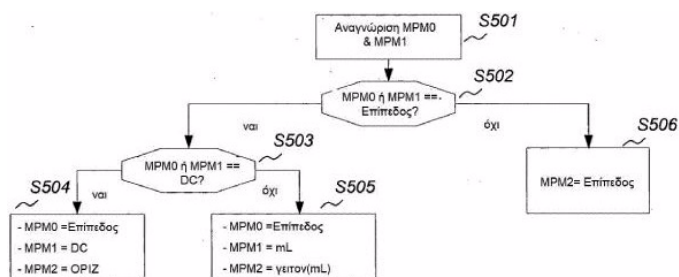 S501
Αναγνώριση MPM0
& MPM1
S502
MPM0 ή MPM1 ==
Επίπεδος?
ναι
όχι
S503
MPM0 ή MPM1 ==
DC?
S506
MPM2= Επίπεδος
ναι
όχι
S504
- MPM0 =Επίπεδος
- MPM1 = DC
- MPM2 = ΟΡΙΖ
S505
- MPM0 =Επίπεδος
- MPM1 = mL
- MPM2 = γειτον(mL)